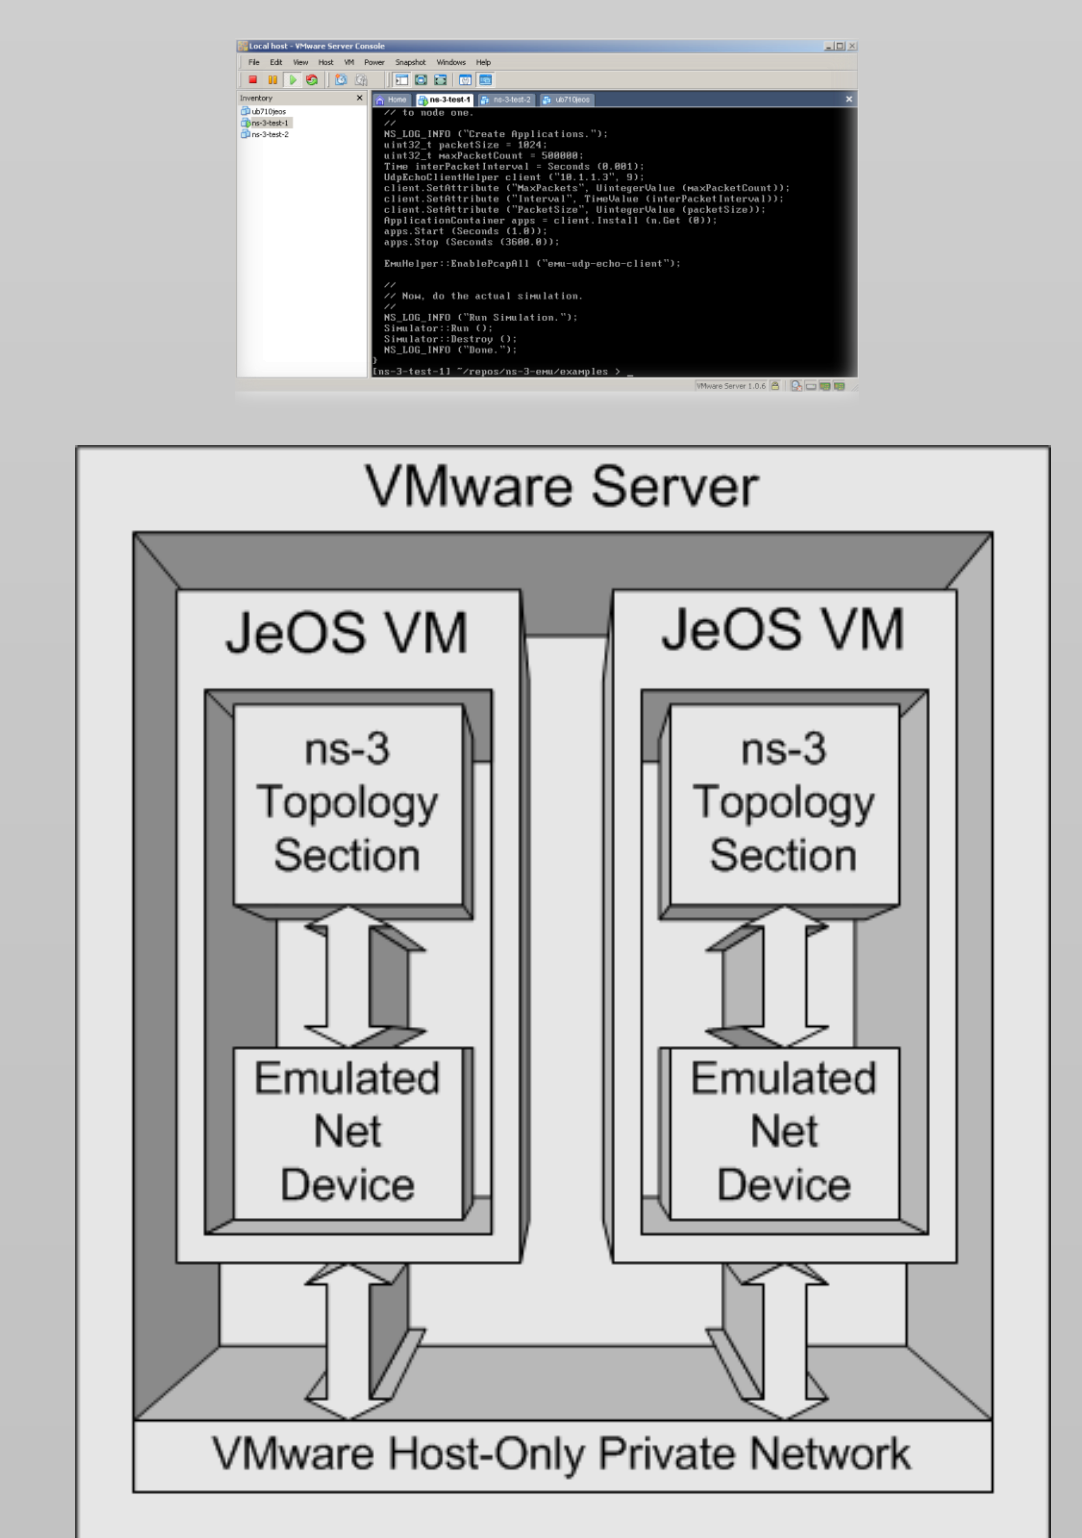 Local host - VMware Server Console
File Edit View Host VM Power Snapshot Windows Help
Inventory
ub710jeos
ns-3-test-1
ns-3-test-2
Home ns-3-test-1 ns-3-test-2 ub710jeos
// to node one.
//
NS_LOG_INFO ("Create Applications.");
uint32_t packetSize = 1024;
uint32_t maxPacketCount = 500000;
Time interPacketInterval = Seconds (0.001);
UdpEchoClientHelper client ("10.1.1.3", 9);
client.SetAttribute ("MaxPackets", UintegerValue (maxPacketCount));
client.SetAttribute ("Interval", TimeValue (interPacketInterval));
client.SetAttribute ("PacketSize", UintegerValue (packetSize));
ApplicationContainer apps = client.Install (n.Get (0));
apps.Start (Seconds (1.0));
apps.Stop (Seconds (3600.0));
EmuHelper::EnablePcapAll ("emu-udp-echo-client");
//
// Now, do the actual simulation.
//
NS_LOG_INFO ("Run Simulation.");
Simulator::Run ();
Simulator::Destroy ();
NS_LOG_INFO ("Done.");
}
[ns-3-test-1] ~/repos/ns-3-emu/examples > _
VMware Server 1.0.6
VMware Server
JeOS VM
ns-3
Topology
Section
Emulated
Net
Device
JeOS VM
ns-3
Topology
Section
Emulated
Net
Device
VMware Host-Only Private Network